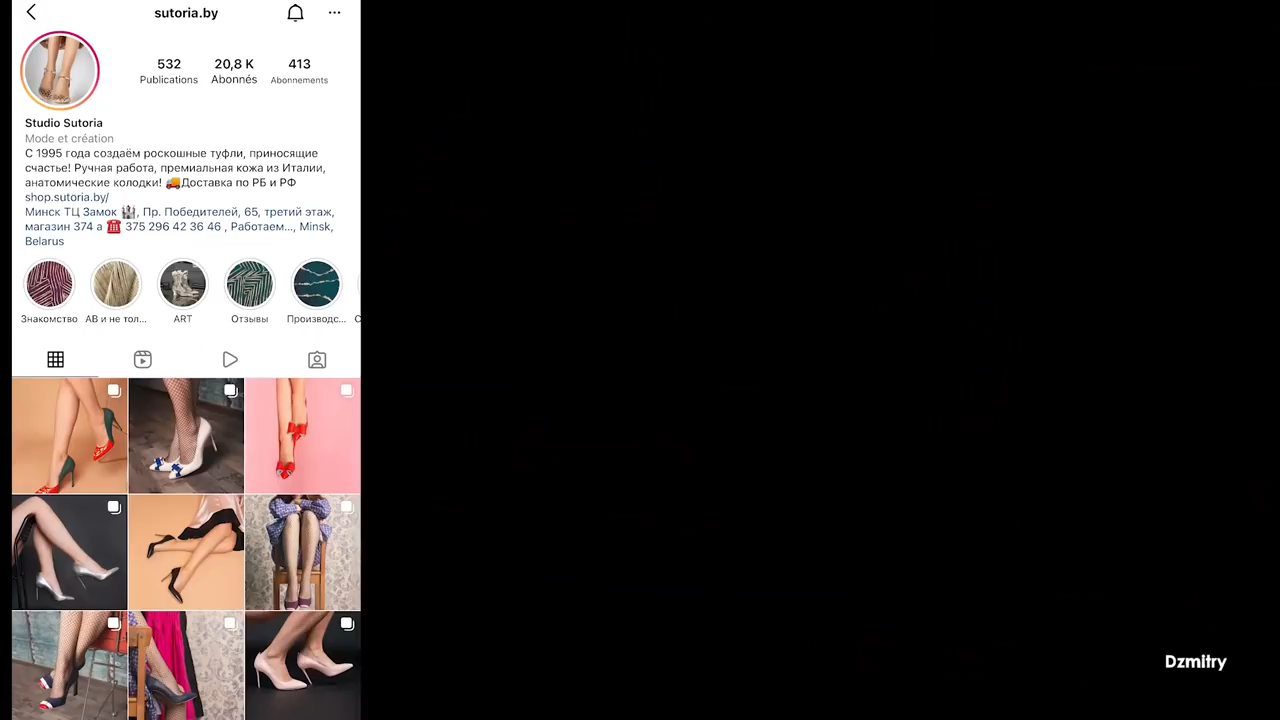 sutoria.by
532 20,8 K 413
Publications Abonnés Abonnements
Studio Sutoria
Mode et création
С 1995 года создаём роскошные туфли, приносящие
счастье! Ручная работа, премиальная кожа из Италии,
анатомические колодки! 🚚Доставка по РБ и РФ
shop.sutoria.by/
Минск ТЦ Замок 🏰, Пр. Победителей, 65, третий этаж,
магазин 374 а ☎️ 375 296 42 36 46 , Работаем..., Minsk,
Belarus
Знакомство АВ и не тол... ART Отзывы Производс... С
Dzmitry